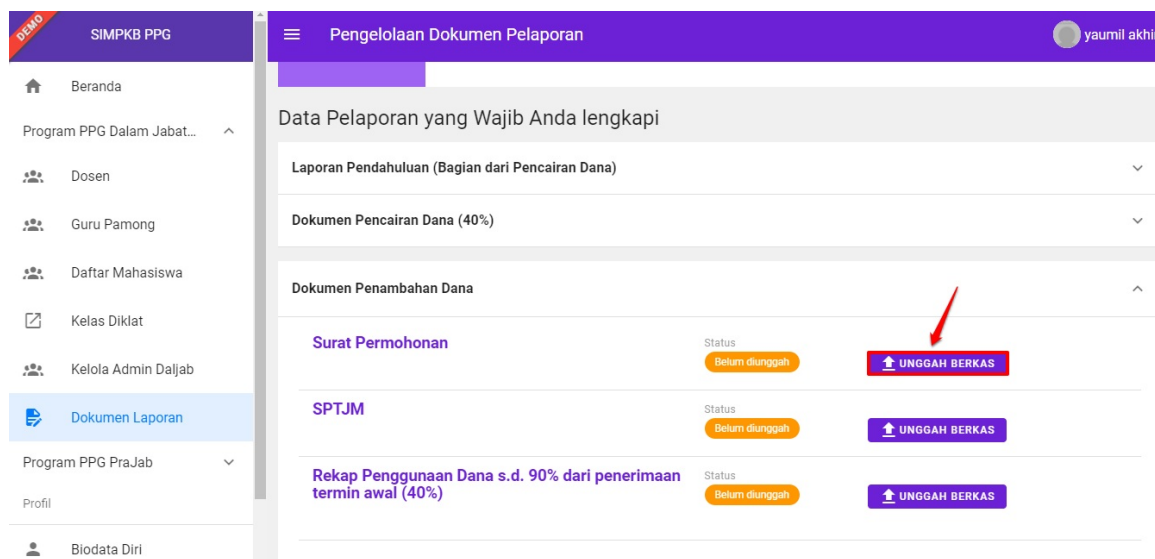 DEMO
SIMPKB PPG
Pengelolaan Dokumen Pelaporan
yaumil akhi
Beranda
Program PPG Dalam Jabat...
Dosen
Guru Pamong
Daftar Mahasiswa
Kelas Diklat
Kelola Admin Daljab
Dokumen Laporan
Program PPG PraJab
Profil
Biodata Diri
Data Pelaporan yang Wajib Anda lengkapi
Laporan Pendahuluan (Bagian dari Pencairan Dana)
Dokumen Pencairan Dana (40%)
Dokumen Penambahan Dana
Surat Permohonan
Status
Belum diunggah
UNGGAH BERKAS
SPTJM
Status
Belum diunggah
UNGGAH BERKAS
Rekap Penggunaan Dana s.d. 90% dari penerimaan
termin awal (40%)
Status
Belum diunggah
UNGGAH BERKAS